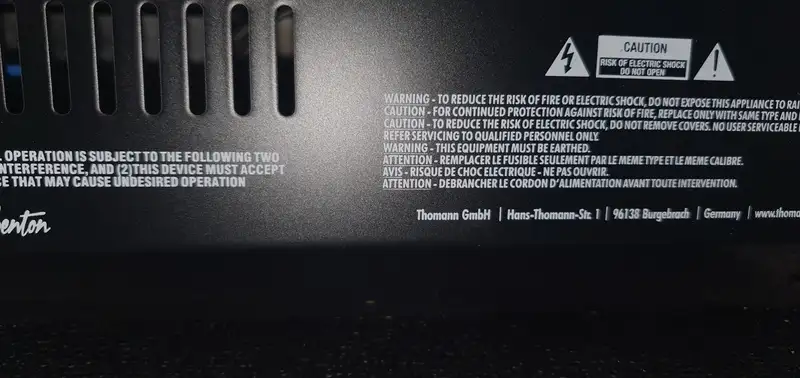 CAUTION
RISK OF ELECTRIC SHOCK
DO NOT OPEN
WARNING - TO REDUCE THE RISK OF FIRE OR ELECTRIC SHOCK, DO NOT EXPOSE THIS APPLIANCE TO
CAUTION - FOR CONTINUED PROTECTION AGAINST RISK OF FIRE, REPLACE ONLY WITH SAME TYPE AND
CAUTION - TO REDUCE THE RISK OF ELECTRIC SHOCK, DO NOT REMOVE COVERS. NO USER SERVICEABLE
REFER SERVICING TO QUALIFIED PERSONNEL ONLY.
WARNING - THIS EQUIPMENT MUST BE EARTHED.
ATTENTION - REMPLACER LE FUSIBLE SEULEMENT PAR LE MEME TYPE ET LE MEME CALIBRE.
AVIS - RISQUE DE CHOC ELECTRIQUE - NE PAS OUVRIR.
ATTENTION - DEBRANCHER LE CORDON D'ALIMENTATION AVANT TOUTE INTERVENTION.
OPERATION IS SUBJECT TO THE FOLLOWING TWO
INTERFERENCE, AND (2)THIS DEVICE MUST ACCEPT
THAT MAY CAUSE UNDESIRED OPERATION
Thomann GmbH | Hans-Thomann-Str. 1 | 96138 Burgebrach | Germany |